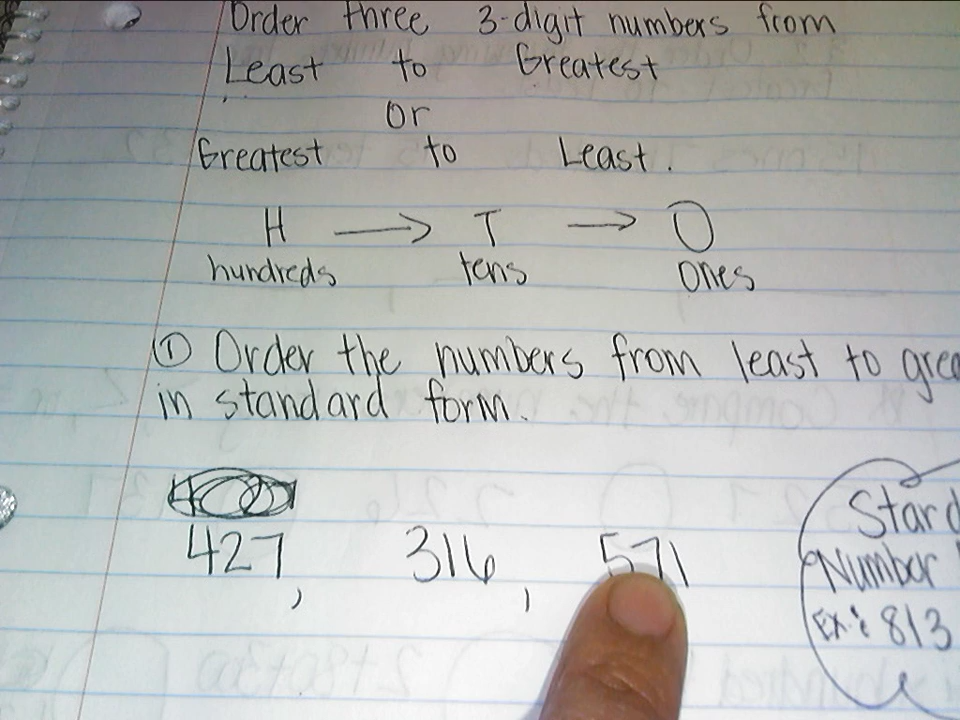 Order three 3-digit numbers from
Least to Greatest
or
Greatest to Least.
H → T → O
hundreds tens ones
① Order the numbers from least to grea
in standard form.
427, 316, 571
Number
Ex: 813